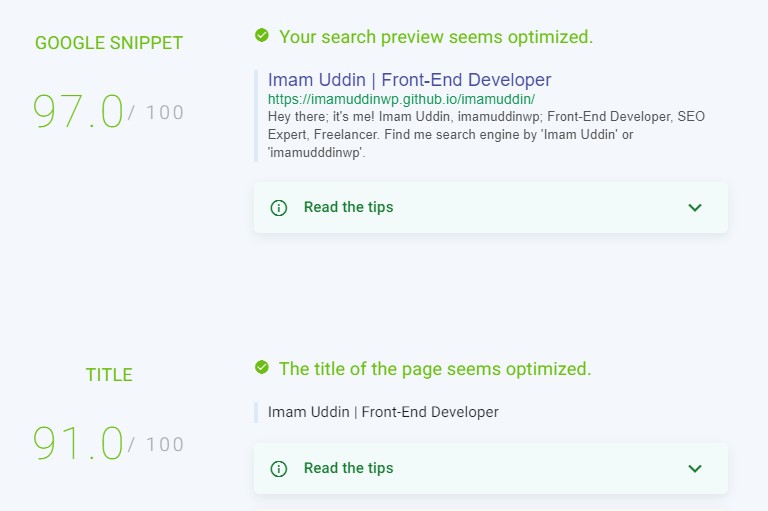 GOOGLE SNIPPET
97.0 / 100
Your search preview seems optimized.
Imam Uddin | Front-End Developer
https://imamuddinwp.github.io/imamuddin/
Hey there; it's me! Imam Uddin, imamuddinwp; Front-End Developer, SEO
Expert, Freelancer. Find me search engine by 'Imam Uddin' or
'imamudddinwp'.
Read the tips
TITLE
91.0 / 100
The title of the page seems optimized.
Imam Uddin | Front-End Developer
Read the tips